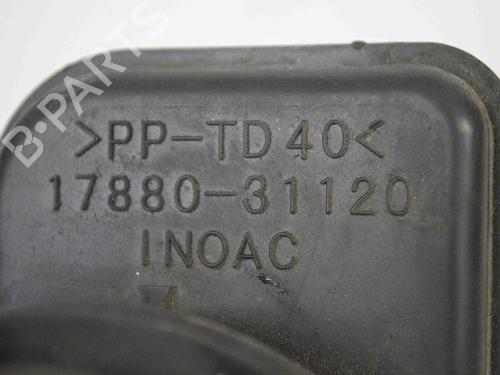 B·PARTS
>PP-TD40<
17880-31120
INOAC